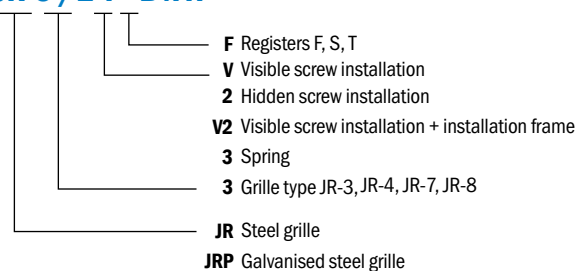 F Registers F, S, T
V Visible screw installation
2 Hidden screw installation
V2 Visible screw installation + installation frame
3 Spring
3 Grille type JR-3, JR-4, JR-7, JR-8
JR Steel grille
JRP Galvanised steel grille